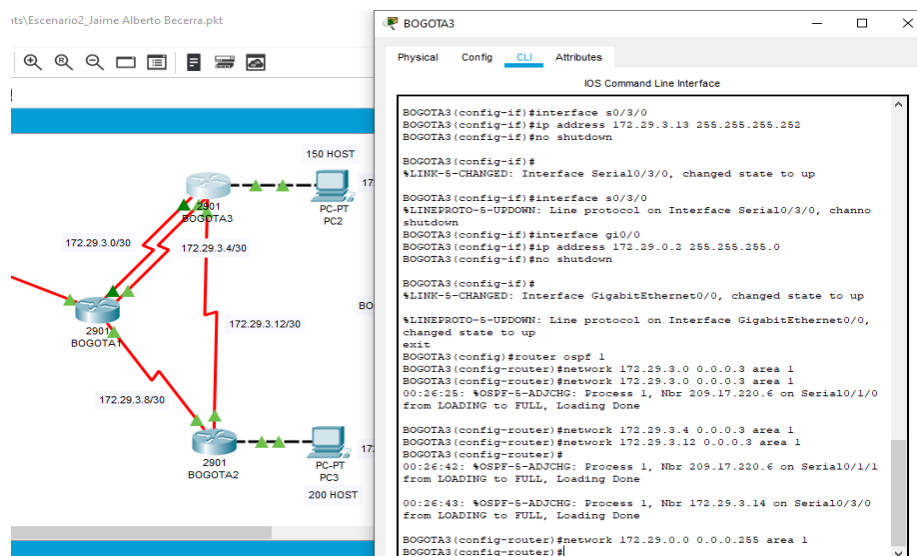 nts\Escenario2_Jaime Alberto Becerra.pkt
150 HOST
17
2901
BOGOTA3
PC-PT
PC2
172.29.3.0/30
172.29.3.4/30
BO
172.29.3.12/30
2901
BOGOTA1
172.29.3.8/30
17
2901
BOGOTA2
PC-PT
PC3
200 HOST
BOGOTA3
Physical Config CLI Attributes
IOS Command Line Interface
BOGOTA3(config-if)#interface s0/3/0
BOGOTA3(config-if)#ip address 172.29.3.13 255.255.255.252
BOGOTA3(config-if)#no shutdown
BOGOTA3(config-if)#
%LINK-5-CHANGED: Interface Serial0/3/0, changed state to up
BOGOTA3(config-if)#interface s0/3/0
%LINEPROTO-5-UPDOWN: Line protocol on Interface Serial0/3/0, channo
shutdown
BOGOTA3(config-if)#interface gi0/0
BOGOTA3(config-if)#ip address 172.29.0.2 255.255.255.0
BOGOTA3(config-if)#no shutdown
BOGOTA3(config-if)#
%LINK-5-CHANGED: Interface GigabitEthernet0/0, changed state to up
%LINEPROTO-5-UPDOWN: Line protocol on Interface GigabitEthernet0/0,
changed state to up
exit
BOGOTA3(config)#router ospf 1
BOGOTA3(config-router)#network 172.29.3.0 0.0.0.3 area 1
BOGOTA3(config-router)#network 172.29.3.0 0.0.0.3 area 1
00:26:25: %OSPF-5-ADJCHG: Process 1, Nbr 209.17.220.6 on Serial0/1/0
from LOADING to FULL, Loading Done
BOGOTA3(config-router)#network 172.29.3.4 0.0.0.3 area 1
BOGOTA3(config-router)#network 172.29.3.12 0.0.0.3 area 1
BOGOTA3(config-router)#
00:26:42: %OSPF-5-ADJCHG: Process 1, Nbr 209.17.220.6 on Serial0/1/1
from LOADING to FULL, Loading Done
00:26:43: %OSPF-5-ADJCHG: Process 1, Nbr 172.29.3.14 on Serial0/3/0
from LOADING to FULL, Loading Done
BOGOTA3(config-router)#network 172.29.0.0 0.0.0.255 area 1
BOGOTA3(config-router)#